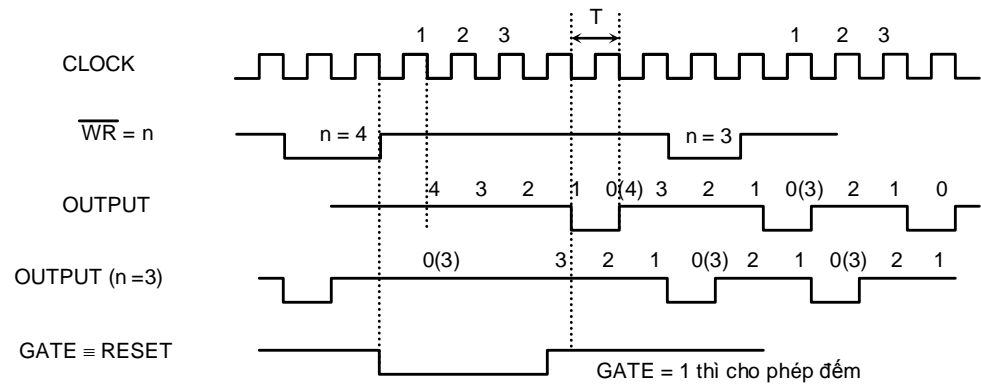 T
1 2 3 1 2 3
CLOCK
WR = n n = 4 n = 3
4 3 2 1 0(4) 3 2 1 0(3) 2 1 0
OUTPUT
0(3) 3 2 1 0(3) 2 1 0(3) 2 1
OUTPUT (n =3)
GATE ≡ RESET
GATE = 1 thì cho phép đếm